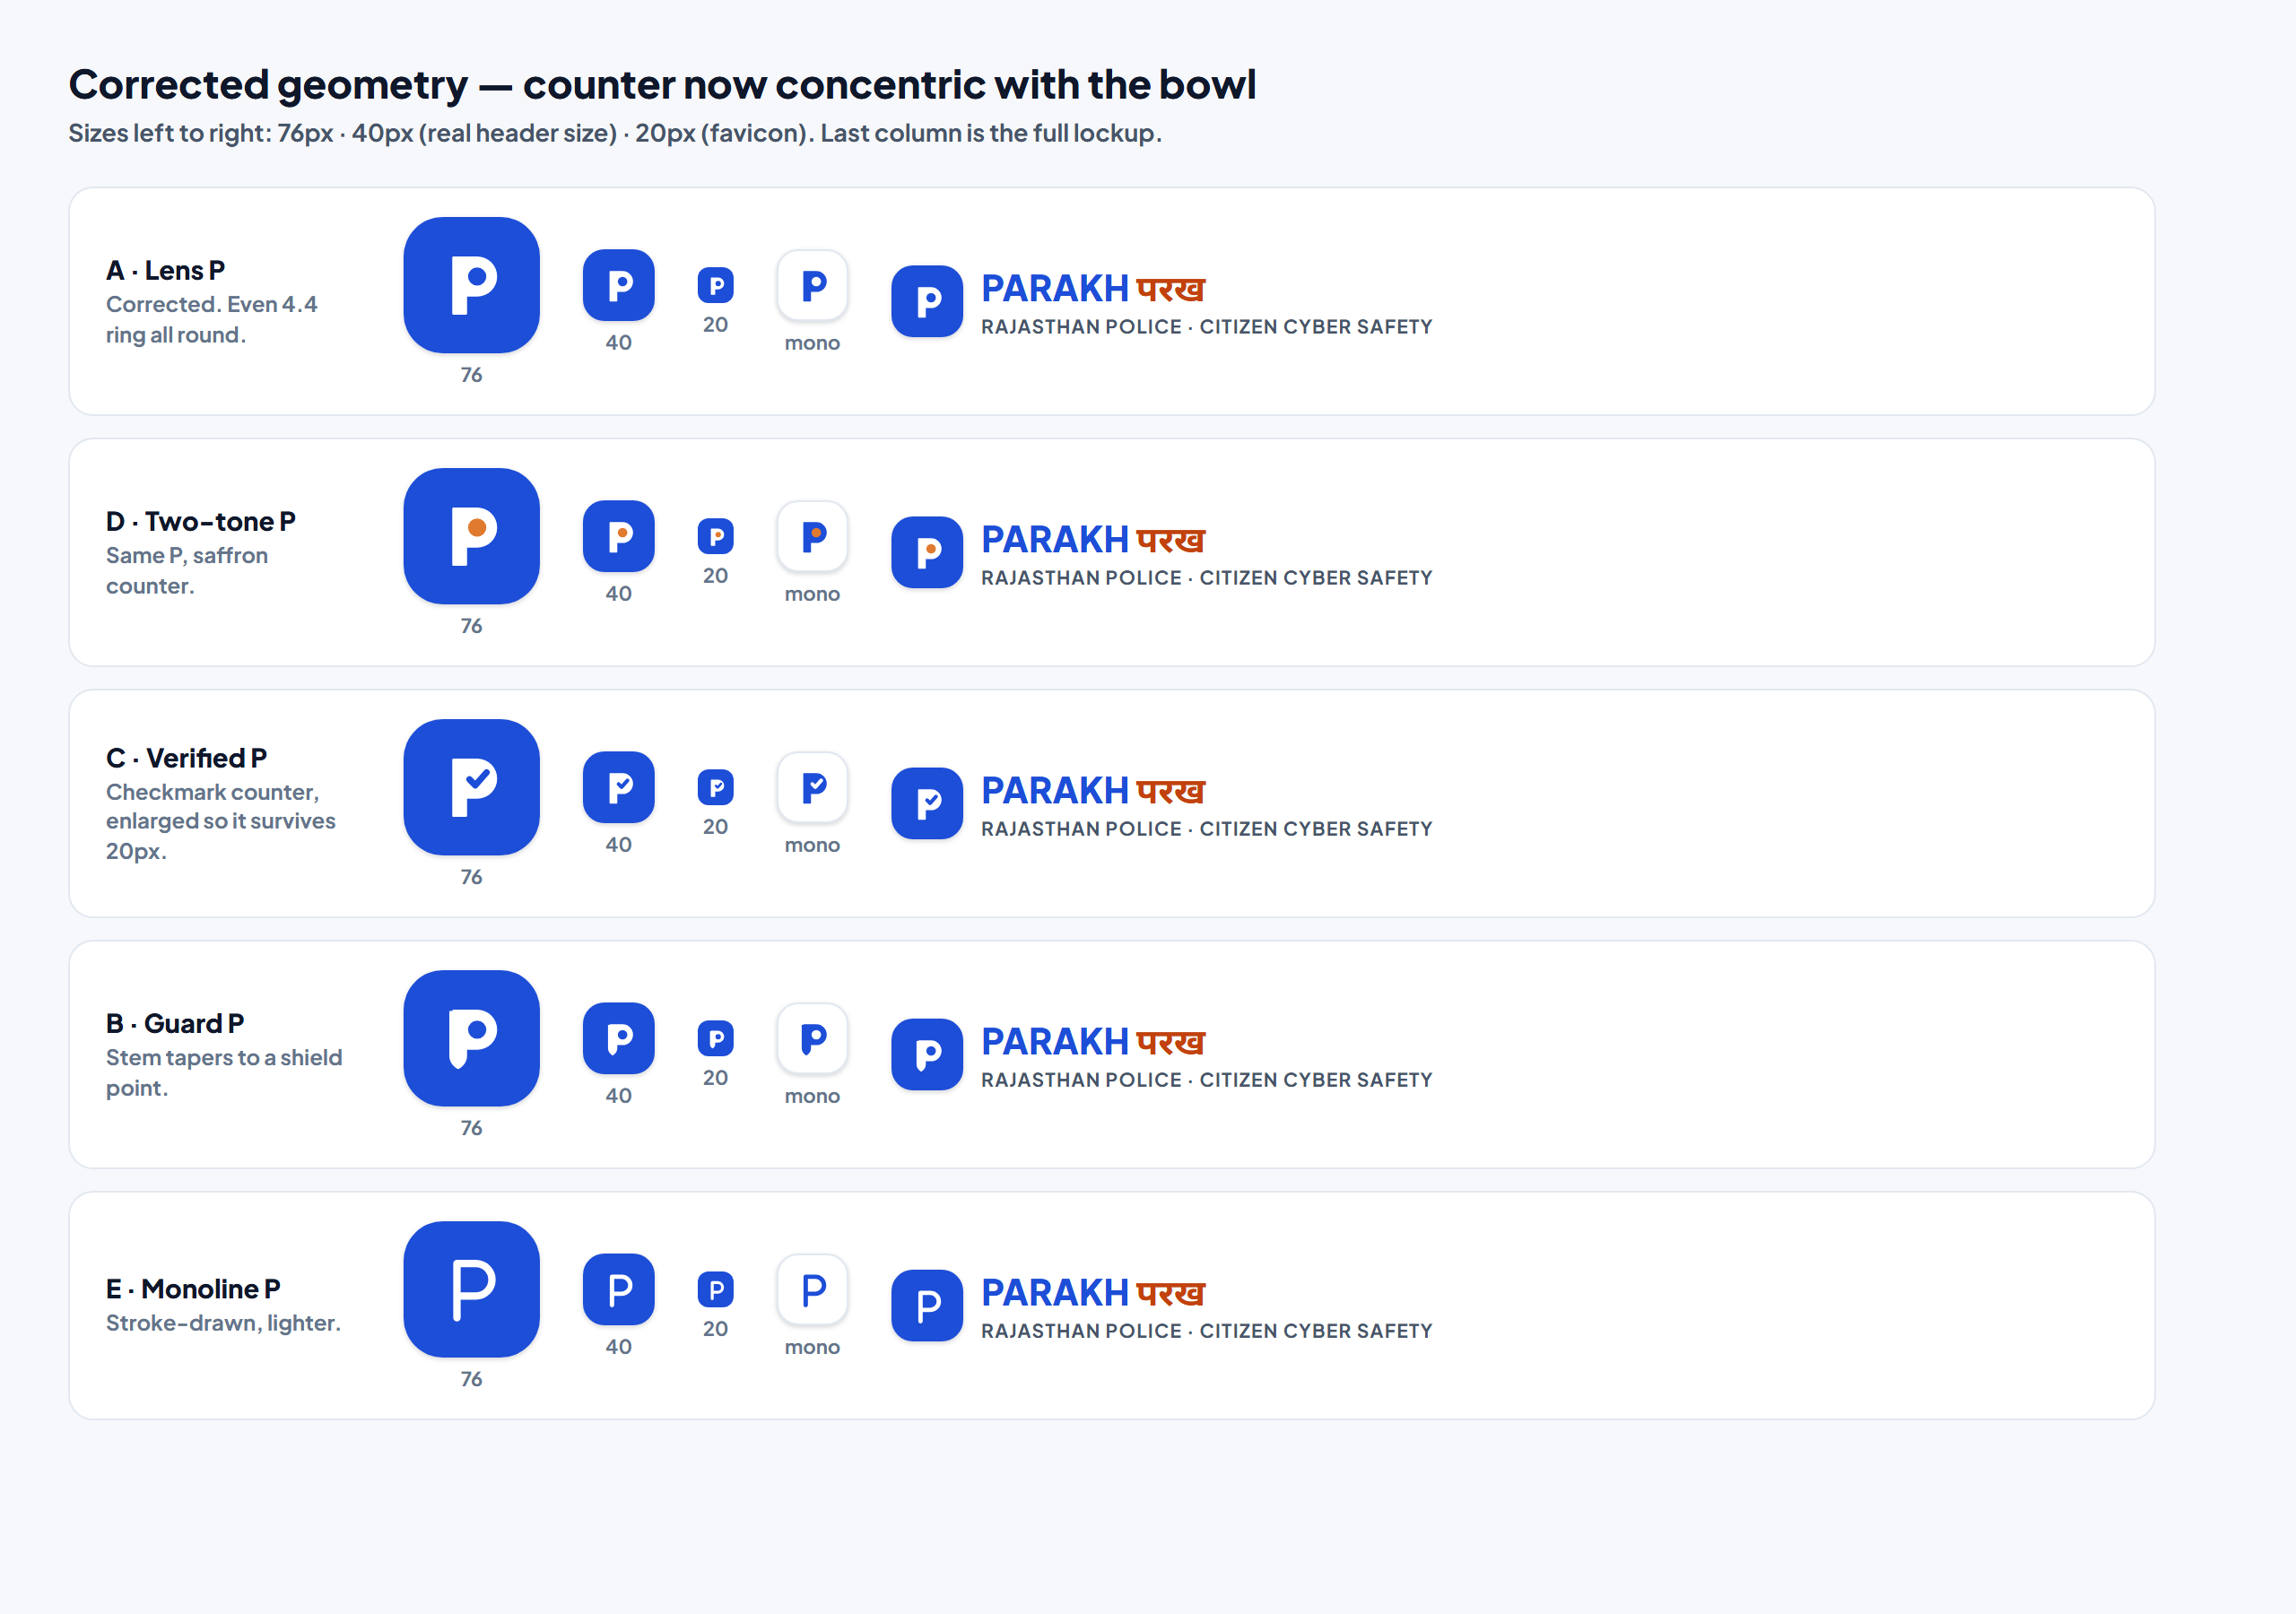 Corrected geometry — counter now concentric with the bowl
Sizes left to right: 76px · 40px (real header size) · 20px (favicon). Last column is the full lockup.
A · Lens P
Corrected. Even 4.4
ring all round.
P
76
P
40
P
20
P
mono
P
PARAKH परख
RAJASTHAN POLICE · CITIZEN CYBER SAFETY
D · Two-tone P
Same P, saffron
counter.
P
76
P
40
P
20
P
mono
P
PARAKH परख
RAJASTHAN POLICE · CITIZEN CYBER SAFETY
C · Verified P
Checkmark counter,
enlarged so it survives
20px.
P
76
P
40
P
20
P
mono
P
PARAKH परख
RAJASTHAN POLICE · CITIZEN CYBER SAFETY
B · Guard P
Stem tapers to a shield
point.
P
76
P
40
P
20
P
mono
P
PARAKH परख
RAJASTHAN POLICE · CITIZEN CYBER SAFETY
E · Monoline P
Stroke-drawn, lighter.
P
76
P
40
P
20
P
mono
P
PARAKH परख
RAJASTHAN POLICE · CITIZEN CYBER SAFETY